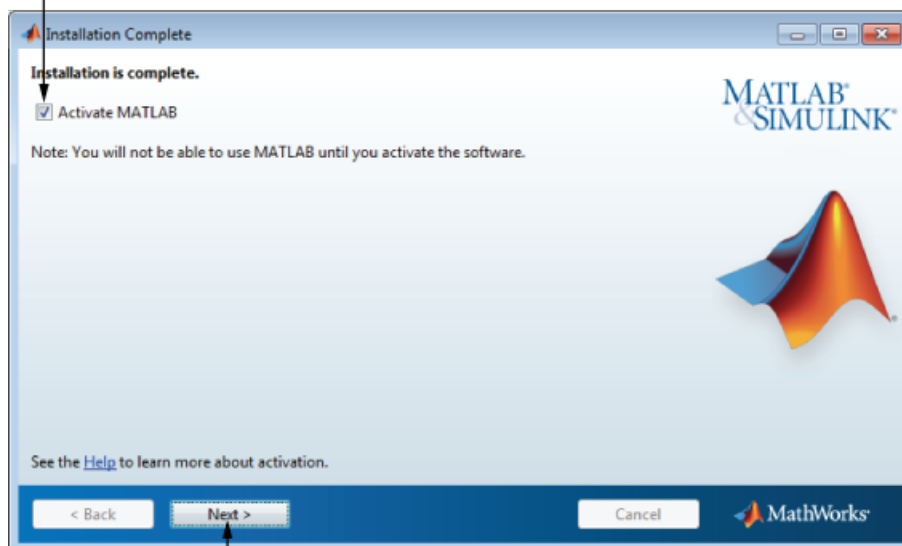 Installation Complete
Installation is complete.
Activate MATLAB
Note: You will not be able to use MATLAB until you activate the software.
MATLAB®
&SIMULINK®
See the Help to learn more about activation.
< Back
Next >
Cancel
MathWorks®